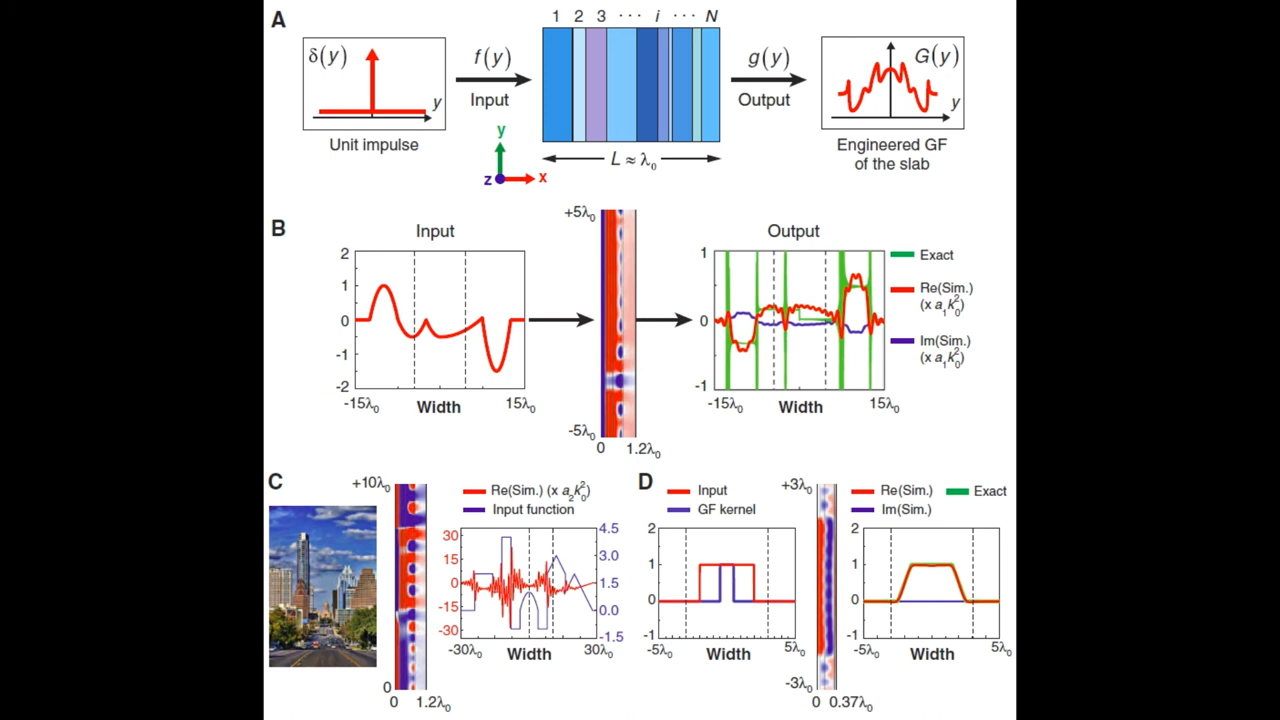 A
1 2 3 ··· i ··· N
δ(y)
y
Unit impulse
f(y)
Input
y
z
x
L ≈ λ₀
g(y)
Output
G(y)
y
Engineered GF
of the slab
B
Input
2
1
0
-1
-2
-15λ₀
Width
15λ₀
+5λ₀
-5λ₀
0
1.2λ₀
Output
1
0
-1
-15λ₀
Width
15λ₀
Exact
Re(Sim.)
(x a₁k₀²)
Im(Sim.)
(x a₁k₀²)
C
+10λ₀
0
0
1.2λ₀
Re(Sim.) (x a₂k₀²)
Input function
30
15
0
-15
-30
4.5
3.0
1.5
0.0
-1.5
-30λ₀
Width
30λ₀
D
Input
GF kernel
2
1
0
-1
-5λ₀
Width
5λ₀
+3λ₀
-3λ₀
0
0.37λ₀
Re(Sim.)
Exact
Im(Sim.)
2
1
0
-1
-5λ₀
Width
5λ₀